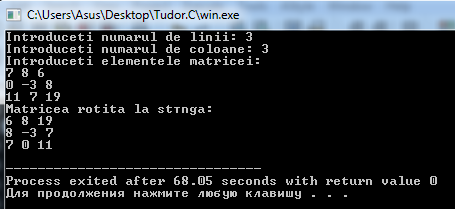 C:\Users\Asus\Desktop\Tudor.C\win.exe
Introduceti numarul de linii: 3
Introduceti numarul de coloane: 3
Introduceti elementele matricei:
7 8 6
0 -3 8
11 7 19
Matricea rotita la stтnga:
6 8 19
8 -3 7
7 0 11
--------------------------------
Process exited after 68.05 seconds with return value 0
Для продолжения нажмите любую клавишу . . .